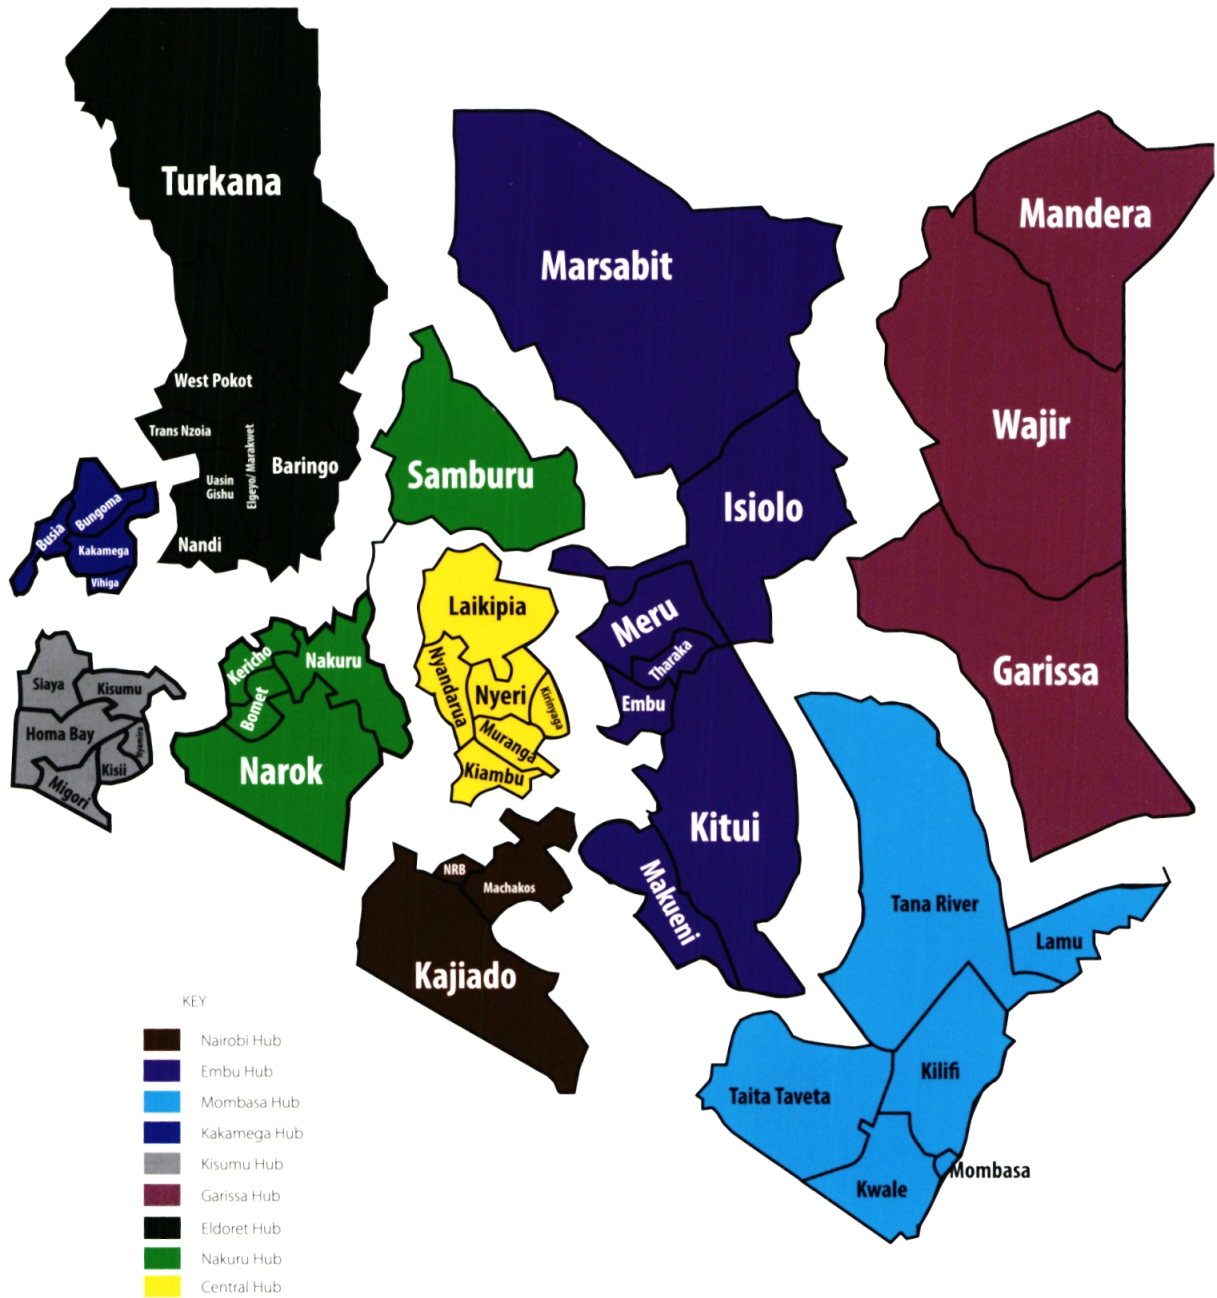 Turkana
Mandera
Marsabit
West Pokot
Wajir
Trans Nzoia
Elgeyo/ Marakwet
Baringo
Samburu
Uasin
Gishu
Isiolo
Bungoma
Busia
Nandi
Kakamega
Vihiga
Laikipia
Meru
Kericho
Nakuru
Tharaka
Garissa
Siaya
Kisumu
Nyandarua
Nyeri
Kirinyaga
Embu
Bomet
Homa Bay
Nyamira
Muranga
Kisii
Narok
Kiambu
Migori
Kitui
NRB
Machakos
Makueni
Tana River
Lamu
Kajiado
KEY
Nairobi Hub
Embu Hub
Mombasa Hub
Kakamega Hub
Kisumu Hub
Garissa Hub
Eldoret Hub
Nakuru Hub
Central Hub
Kilifi
Taita Taveta
Mombasa
Kwale